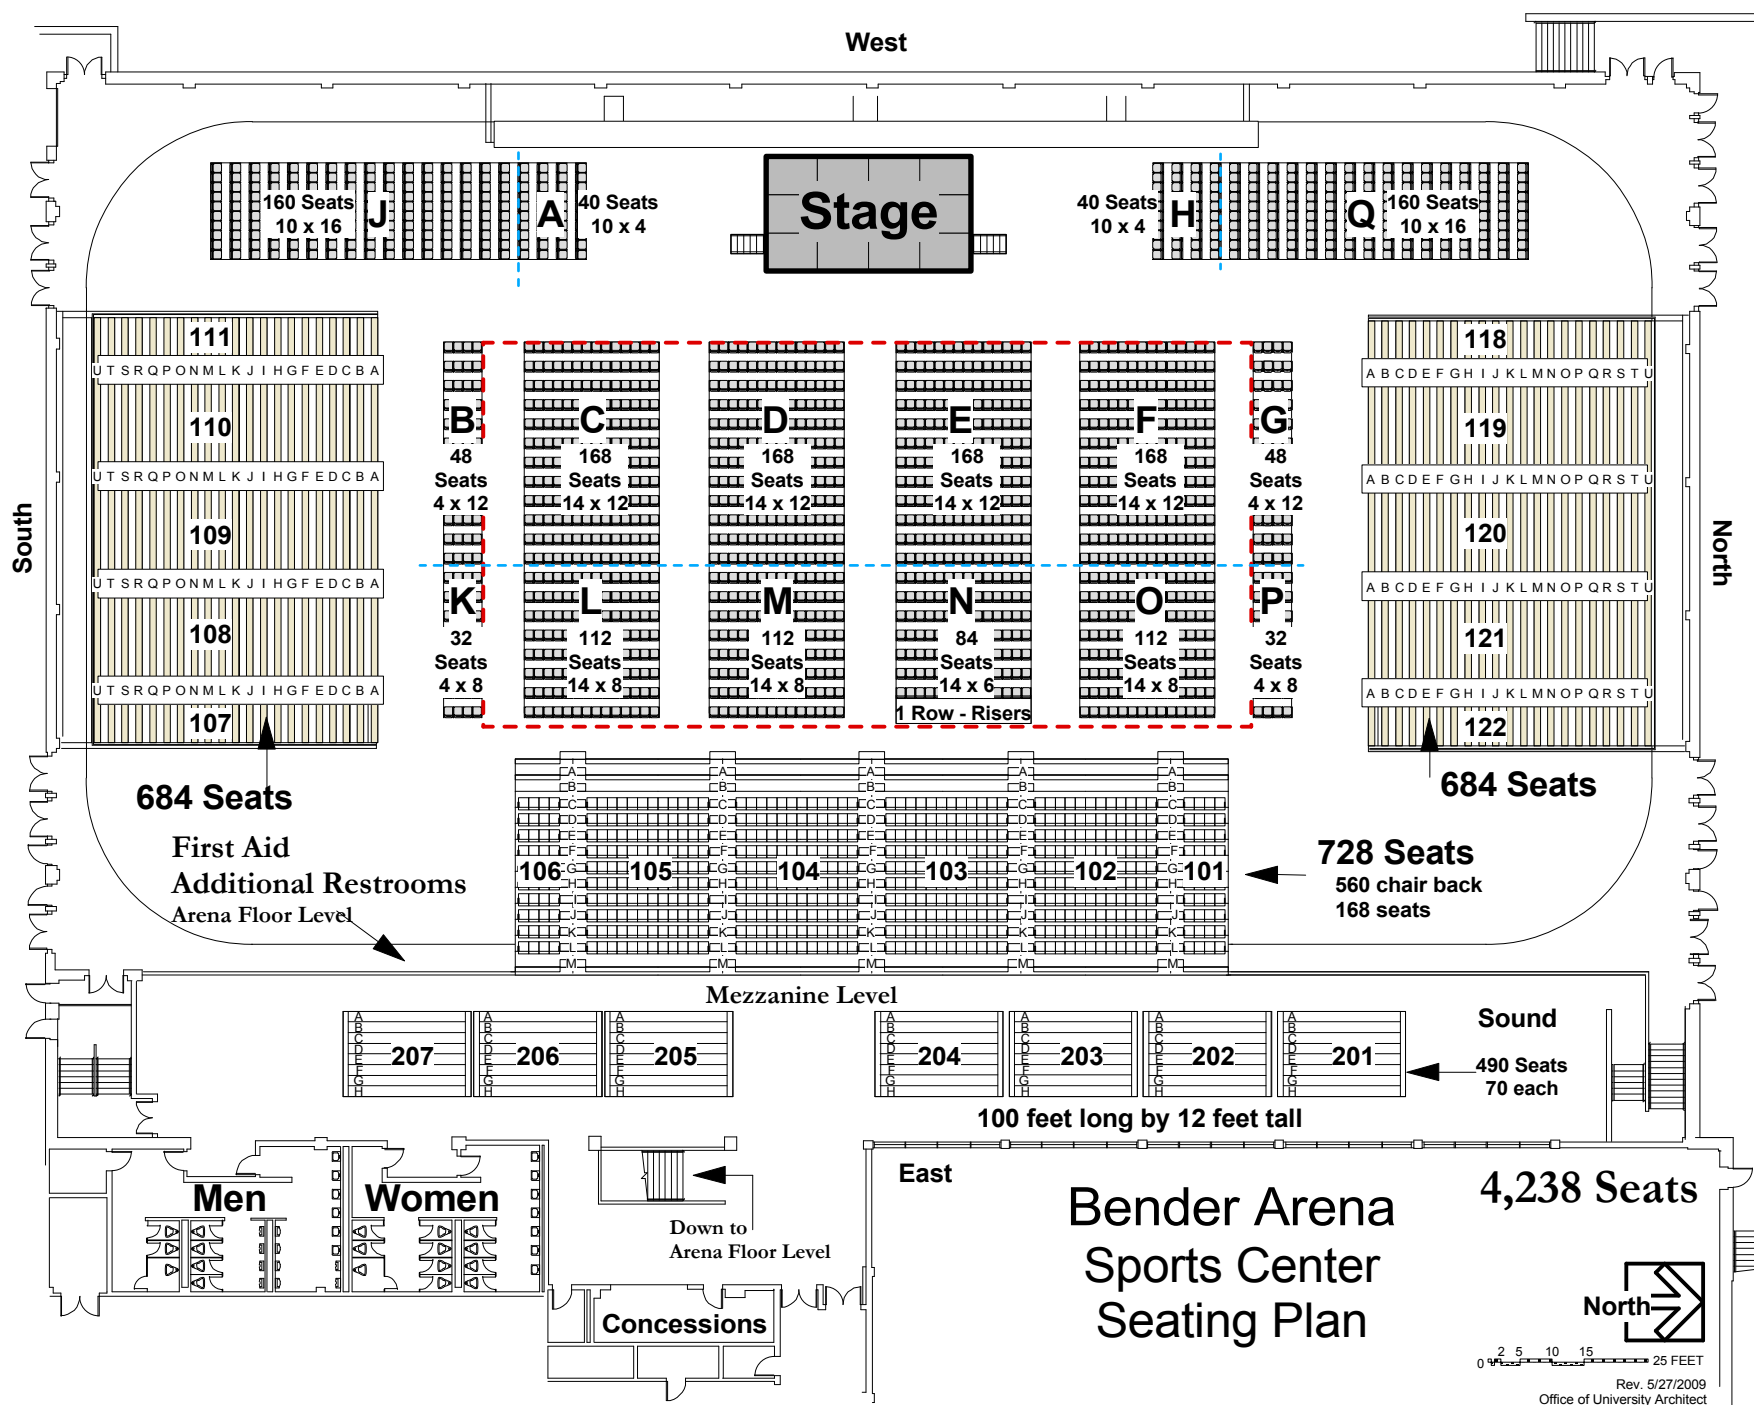 West
160 Seats
10 x 16
J
A
40 Seats
10 x 4
Stage
40 Seats
10 x 4
H
Q
160 Seats
10 x 16
111
U T S R Q P O N M L K J I H G F E D C B A
110
U T S R Q P O N M L K J I H G F E D C B A
109
U T S R Q P O N M L K J I H G F E D C B A
108
U T S R Q P O N M L K J I H G F E D C B A
107
684 Seats
South
B
48
Seats
4 x 12
C
168
Seats
14 x 12
D
168
Seats
14 x 12
E
168
Seats
14 x 12
F
168
Seats
14 x 12
G
48
Seats
4 x 12
K
32
Seats
4 x 8
L
112
Seats
14 x 8
M
112
Seats
14 x 8
N
84
Seats
14 x 6
1 Row - Risers
O
112
Seats
14 x 8
P
32
Seats
4 x 8
118
A B C D E F G H I J K L M N O P Q R S T U
119
A B C D E F G H I J K L M N O P Q R S T U
120
A B C D E F G H I J K L M N O P Q R S T U
121
A B C D E F G H I J K L M N O P Q R S T U
122
684 Seats
North
First Aid
Additional Restrooms
Arena Floor Level
A A A A A
B B B B B
C C C C C
D D D D D
E E E E E
F F F F F
106 G 105 G 104 G 103 G 102 G 101
H H H H H
I I I I I
J J J J J
K K K K K
L L L L L
M M M M M
728 Seats
560 chair back
168 seats
Mezzanine Level
A A A A A A A
B B B B B B B
C C C C C C C
D D D D D D D
207 206 205 204 203 202 201
E E E E E E E
F F F F F F F
G G G G G G G
H H H H H H H
Sound
490 Seats
70 each
100 feet long by 12 feet tall
East
Men
Women
Down to
Arena Floor Level
Concessions
4,238 Seats
Bender Arena
Sports Center
Seating Plan
North
0 2 5 10 15 25 FEET
Rev. 5/27/2009
Office of University Architect